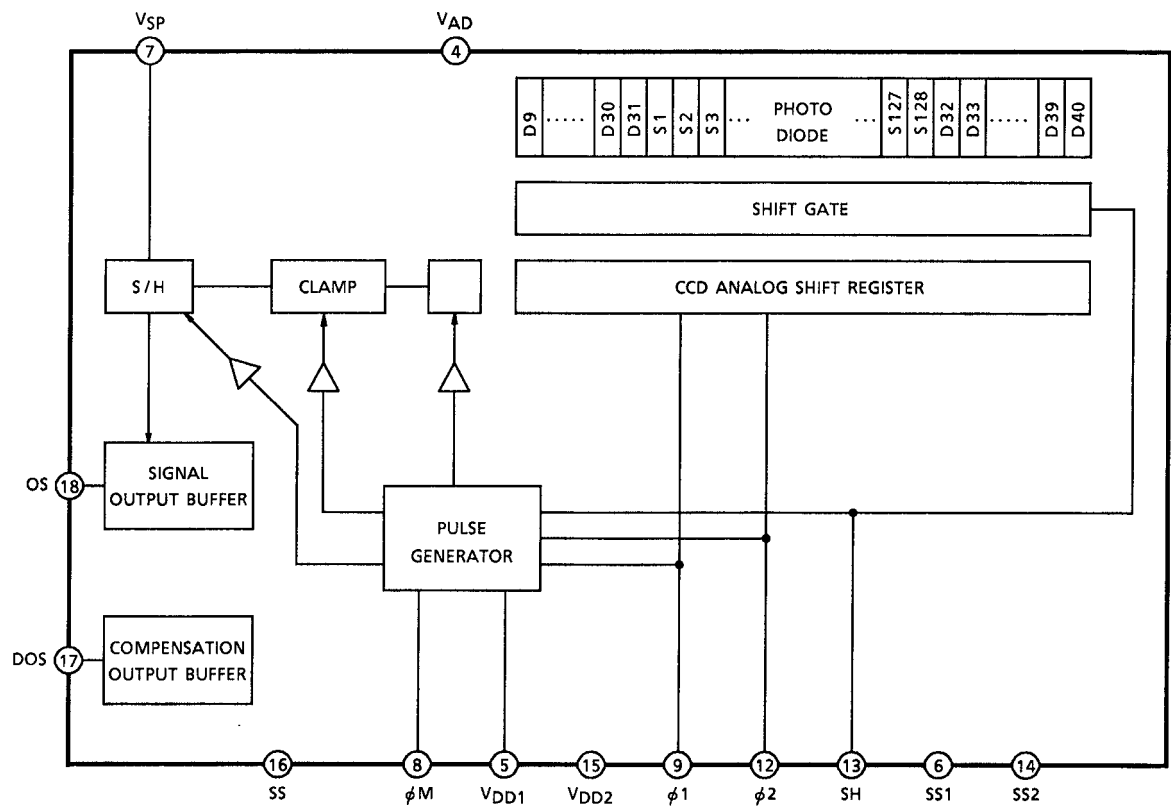 VSP
VAD
7
4
D9 ..... D30 D31 S1 S2 S3 ... PHOTO DIODE ... S127 S128 D32 D33 ..... D39 D40
SHIFT GATE
S/H
CLAMP
CCD ANALOG SHIFT REGISTER
SIGNAL
OUTPUT BUFFER
OS
18
PULSE
GENERATOR
COMPENSATION
OUTPUT BUFFER
DOS
17
16
8
5
15
9
12
13
6
14
SS
ϕM
VDD1
VDD2
ϕ1
ϕ2
SH
SS1
SS2